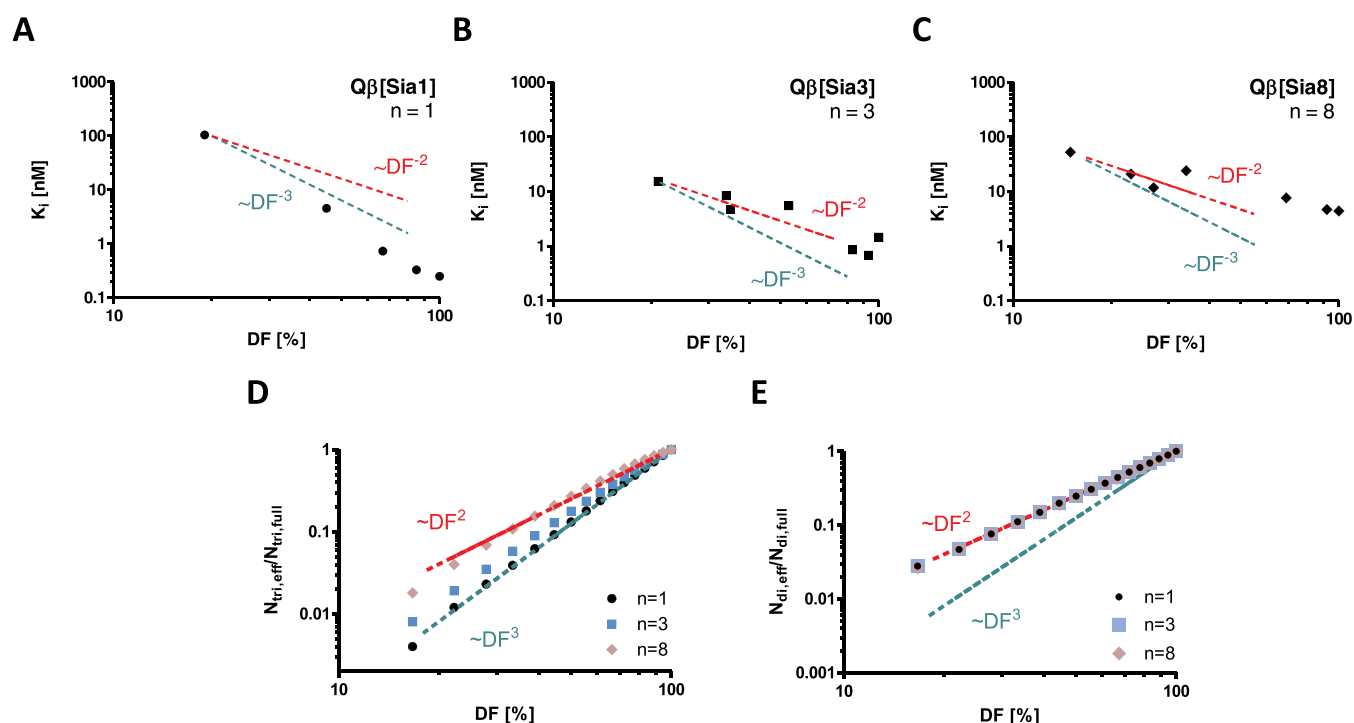 A
Qβ[Sia1]
n = 1
1000
100
10
1
0.1
Ki [nM]
~DF-2
~DF-3
10
100
DF [%]
B
Qβ[Sia3]
n = 3
1000
100
10
1
0.1
Ki [nM]
~DF-2
~DF-3
10
100
DF [%]
C
Qβ[Sia8]
n = 8
1000
100
10
1
0.1
Ki [nM]
~DF-2
~DF-3
10
100
DF [%]
D
1
0.1
0.01
Ntri,eff/Ntri,full
~DF2
~DF3
n=1
n=3
n=8
10
100
DF [%]
E
1
0.1
0.01
0.001
Ndi,eff/Ndi,full
~DF2
~DF3
n=1
n=3
n=8
10
100
DF [%]